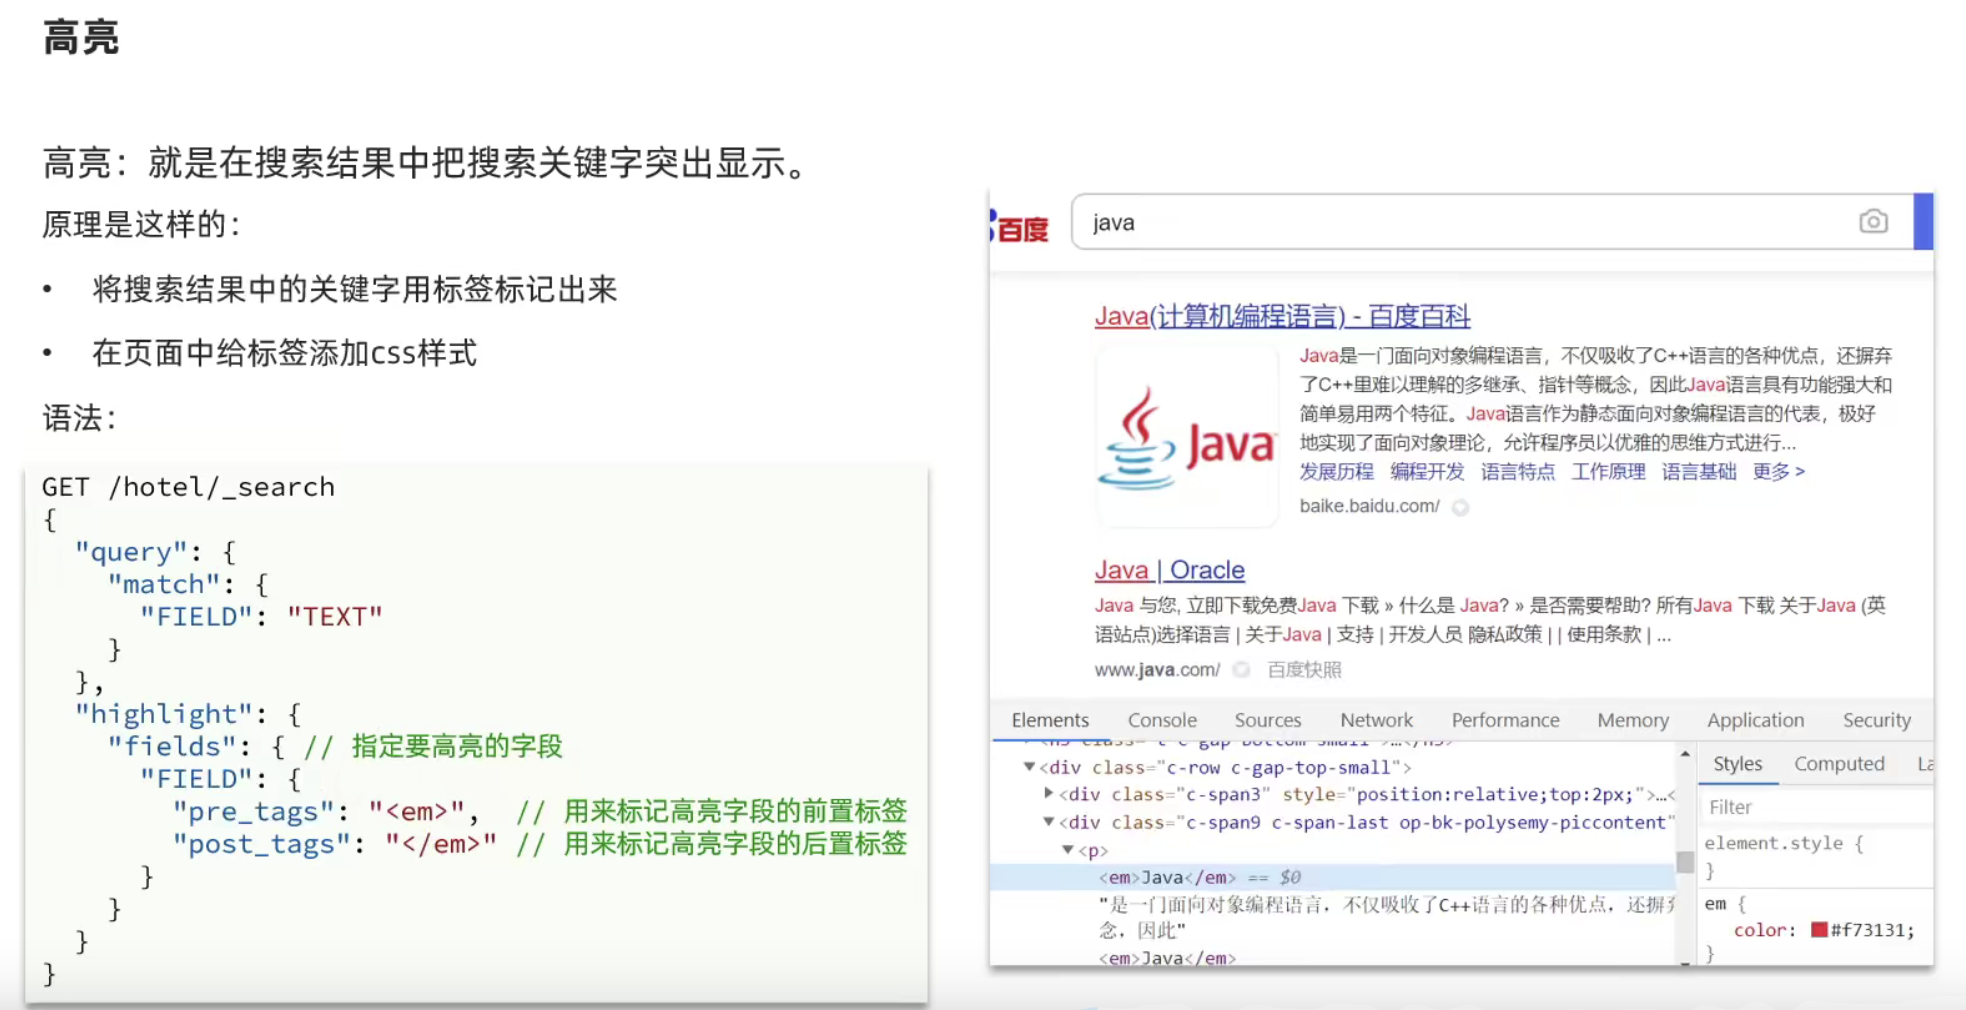 高亮
高亮：就是在搜索结果中把搜索关键字突出显示。
原理是这样的：
• 将搜索结果中的关键字用标签标记出来
• 在页面中给标签添加css样式
语法：
GET /hotel/_search
{
  "query": {
    "match": {
      "FIELD": "TEXT"
    }
  },
  "highlight": {
    "fields": { // 指定要高亮的字段
      "FIELD": {
        "pre_tags": "<em>",  // 用来标记高亮字段的前置标签
        "post_tags": "</em>" // 用来标记高亮字段的后置标签
      }
    }
  }
}
百度
java
Java(计算机编程语言) - 百度百科
Java
Java是一门面向对象编程语言，不仅吸收了C++语言的各种优点，还摒弃
了C++里难以理解的多继承、指针等概念，因此Java语言具有功能强大和
简单易用两个特征。Java语言作为静态面向对象编程语言的代表，极好
地实现了面向对象理论，允许程序员以优雅的思维方式进行...
发展历程 编程开发 语言特点 工作原理 语言基础 更多 >
baike.baidu.com/
Java | Oracle
Java 与您, 立即下载免费Java 下载 » 什么是 Java? » 是否需要帮助? 所有Java 下载 关于Java (英
语站点)选择语言 | 关于Java | 支持 | 开发人员 隐私政策 | | 使用条款 | ...
www.java.com/ 百度快照
Elements Console Sources Network Performance Memory Application Security
<div class="c-row c-gap-top-small">
<div class="c-span3" style="position:relative;top:2px;">…<
<div class="c-span9 c-span-last op-bk-polysemy-piccontent"
<p>
<em>Java</em> == $0
"是一门面向对象编程语言，不仅吸收了C++语言的各种优点，还摒
念，因此"
<em>Java</em>
Styles Computed La
Filter
element.style {
}
em {
color: #f73131;
}